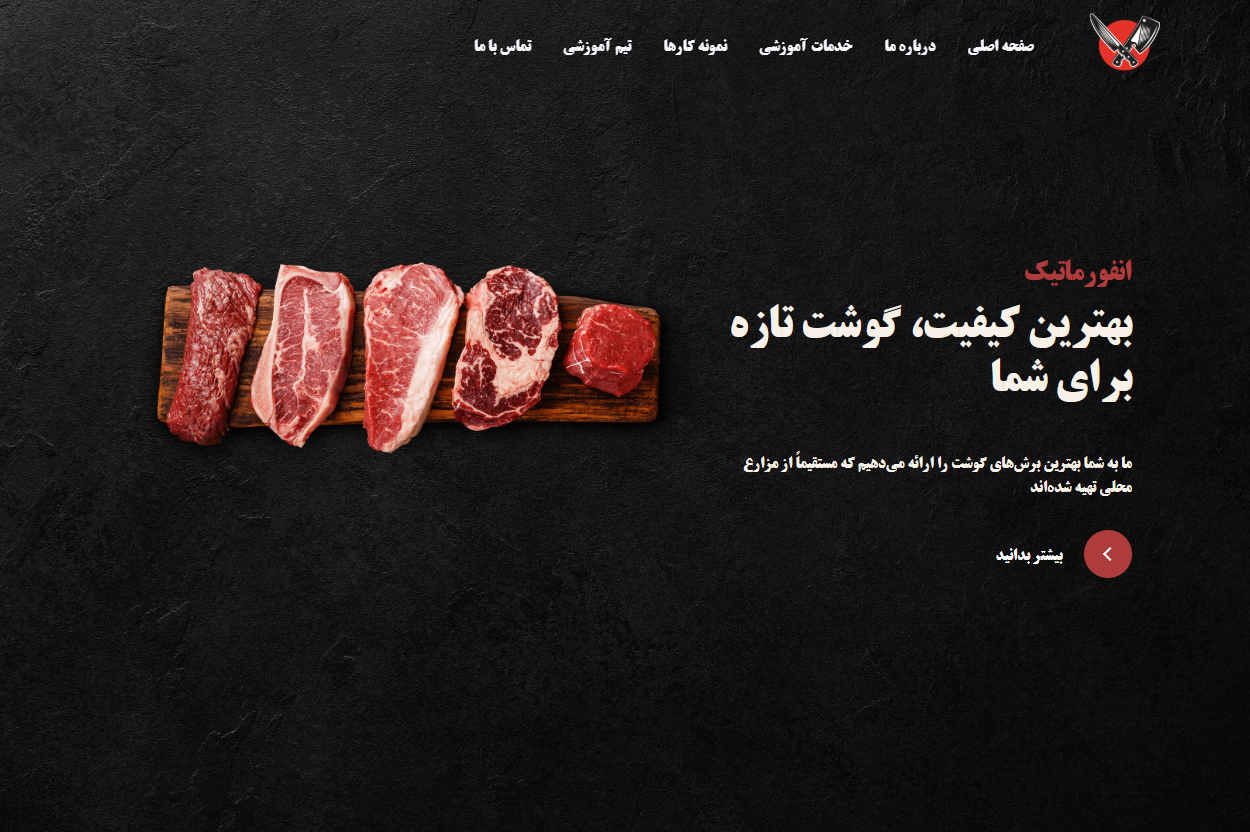 صفحه اصلی
درباره ما
خدمات آموزشی
نمونه کارها
تیم آموزشی
تماس با ما
انفورماتیک
بهترین کیفیت، گوشت تازه
برای شما
ما به شما بهترین برش‌های گوشت را ارائه می‌دهیم که مستقیماً از مزارع
محلی تهیه شده‌اند
بیشتر بدانید